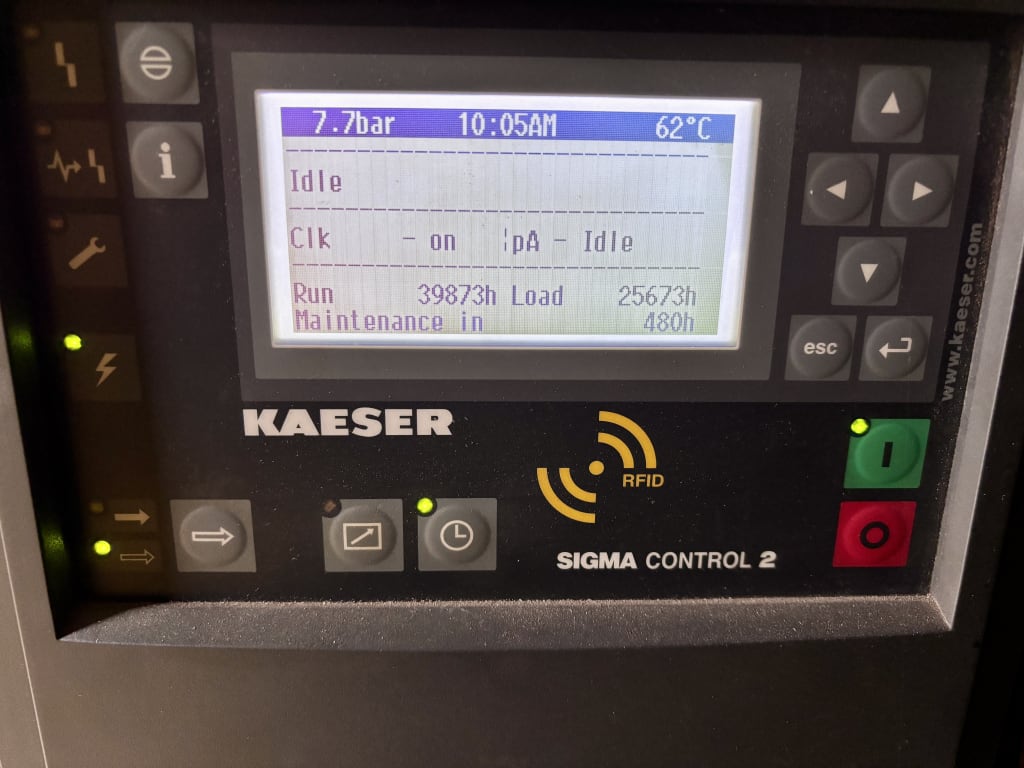 7.7bar 10:05AM 62°C
Idle
Clk - on ¦pA - Idle
Run 39873h Load 25673h
Maintenance in 480h
esc
www.kaeser.com
KAESER
RFID
SIGMA CONTROL 2